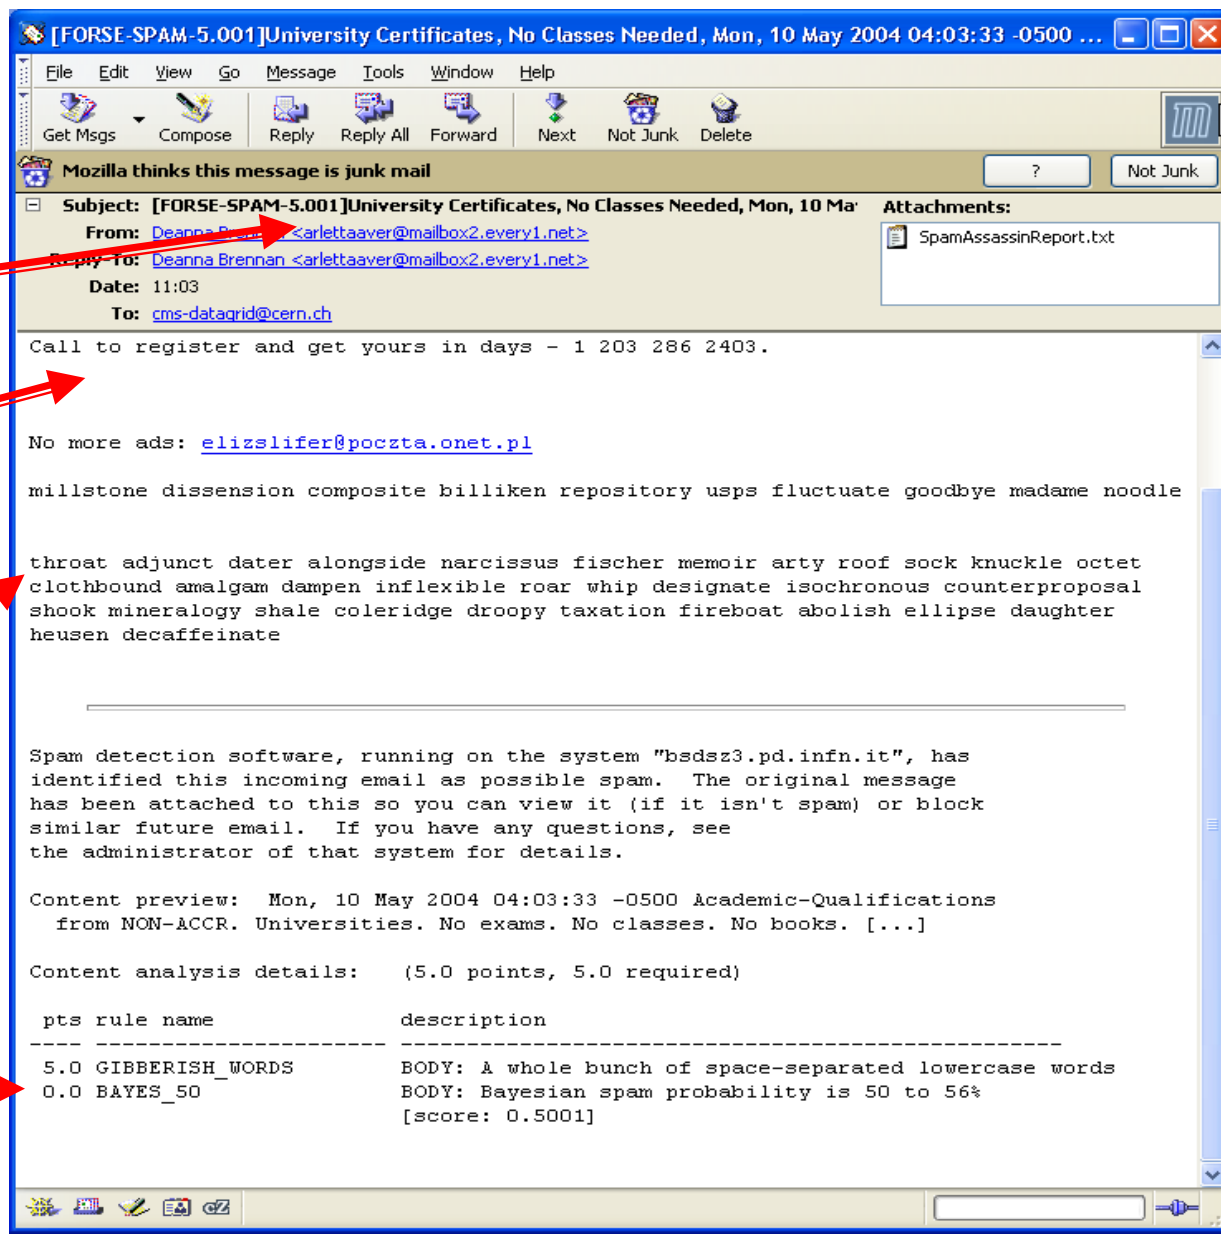 [FORSE-SPAM-5.001]University Certificates, No Classes Needed, Mon, 10 May 2004 04:03:33 -0500 ...
File Edit View Go Message Tools Window Help
Get Msgs Compose Reply Reply All Forward Next Not Junk Delete
Mozilla thinks this message is junk mail ? Not Junk
Subject: [FORSE-SPAM-5.001]University Certificates, No Classes Needed, Mon, 10 Ma
From: Deanna Brennan <arlettaaver@mailbox2.every1.net>
Reply-To: Deanna Brennan <arlettaaver@mailbox2.every1.net>
Date: 11:03
To: cms-datagrid@cern.ch
Attachments:
SpamAssassinReport.txt
Call to register and get yours in days - 1 203 286 2403.
No more ads: elizslifer@poczta.onet.pl
millstone dissension composite billiken repository usps fluctuate goodbye madame noodle
throat adjunct dater alongside narcissus fischer memoir arty roof sock knuckle octet
clothbound amalgam dampen inflexible roar whip designate isochronous counterproposal
shook mineralogy shale coleridge droopy taxation fireboat abolish ellipse daughter
heusen decaffeinate
Spam detection software, running on the system "bsdsz3.pd.infn.it", has
identified this incoming email as possible spam.  The original message
has been attached to this so you can view it (if it isn't spam) or block
similar future email.  If you have any questions, see
the administrator of that system for details.
Content preview:  Mon, 10 May 2004 04:03:33 -0500 Academic-Qualifications
from NON-ACCR. Universities. No exams. No classes. No books. [...]
Content analysis details:   (5.0 points, 5.0 required)
pts rule name description
---- ---------------------- --------------------------------------------------
5.0 GIBBERISH_WORDS BODY: A whole bunch of space-separated lowercase words
0.0 BAYES_50 BODY: Bayesian spam probability is 50 to 56%
[score: 0.5001]